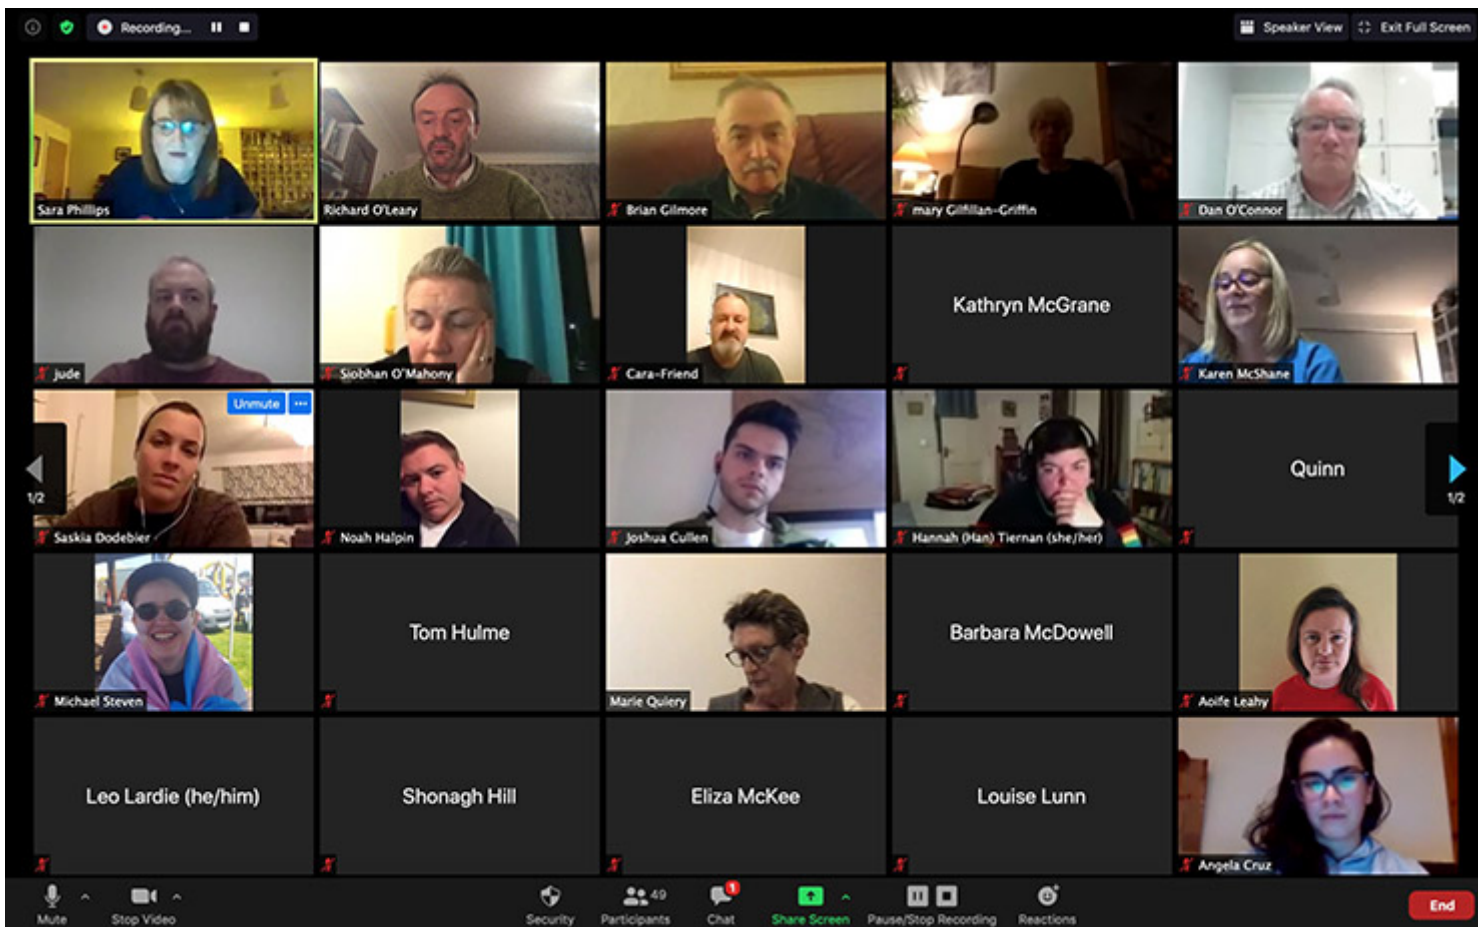 Recording...
Speaker View
Exit Full Screen
Sara Phillips
Richard O'Leary
Brian Gilmore
mary Gilfillan-Griffin
Dan O'Connor
jude
Siobhan O'Mahony
Cara-Friend
Kathryn McGrane
Karen McShane
Unmute
Saskia Dodebier
Noah Halpin
Joshua Cullen
Hannah (Han) Tiernan (she/her)
Quinn
1/2
1/2
Michael Steven
Tom Hulme
Marie Quiery
Barbara McDowell
Aoife Leahy
Leo Lardie (he/him)
Shonagh Hill
Eliza McKee
Louise Lunn
Angela Cruz
Mute
Stop Video
Security
49
Participants
1
Chat
Share Screen
Pause/Stop Recording
Reactions
End